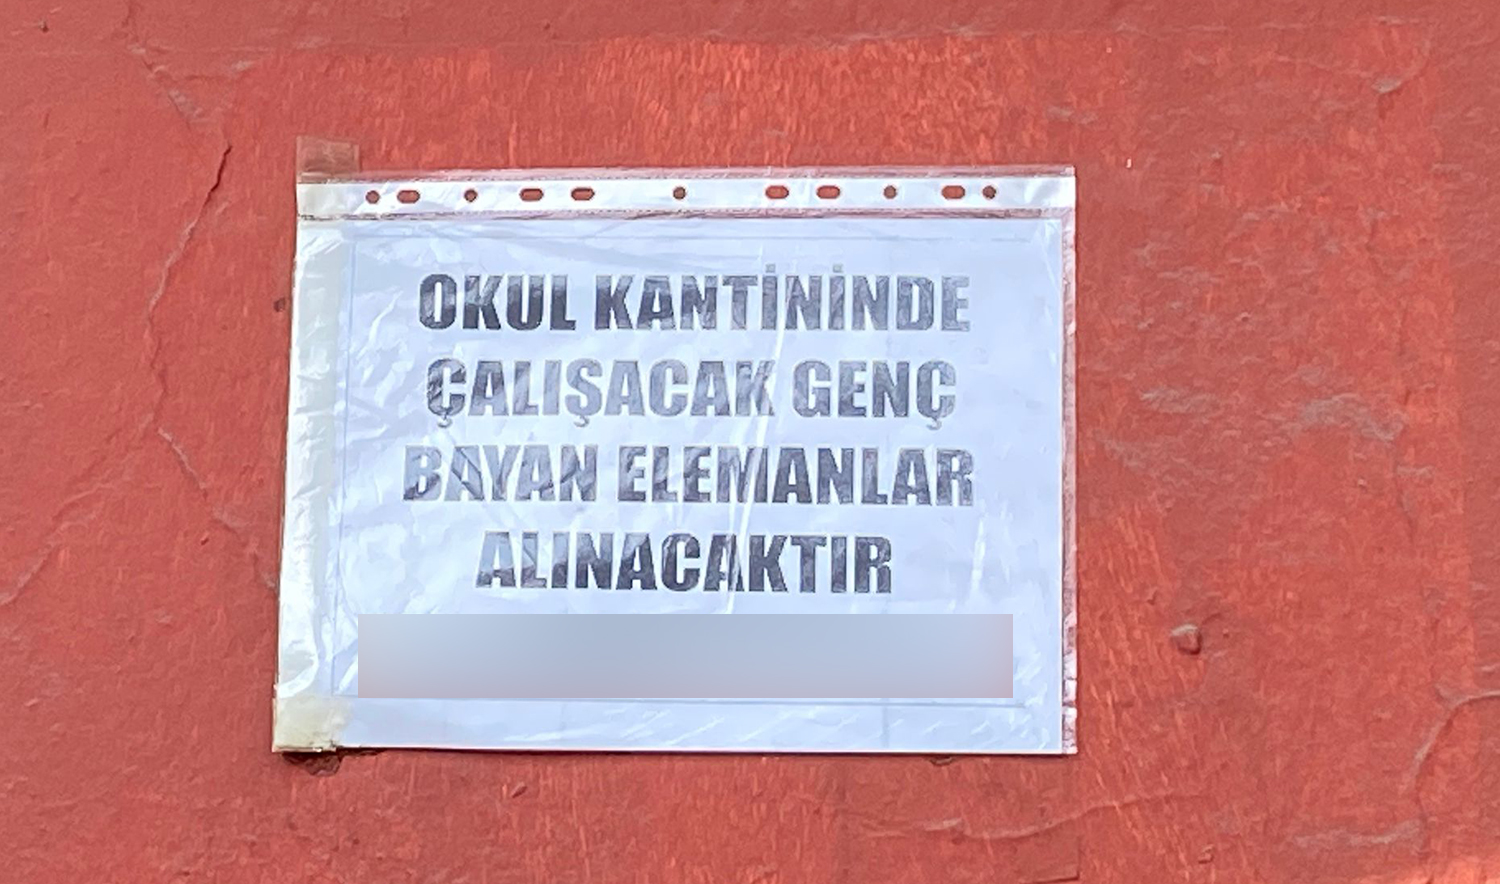 OKUL KANTİNİNDE
ÇALIŞACAK GENÇ
BAYAN ELEMANLAR
ALINACAKTIR